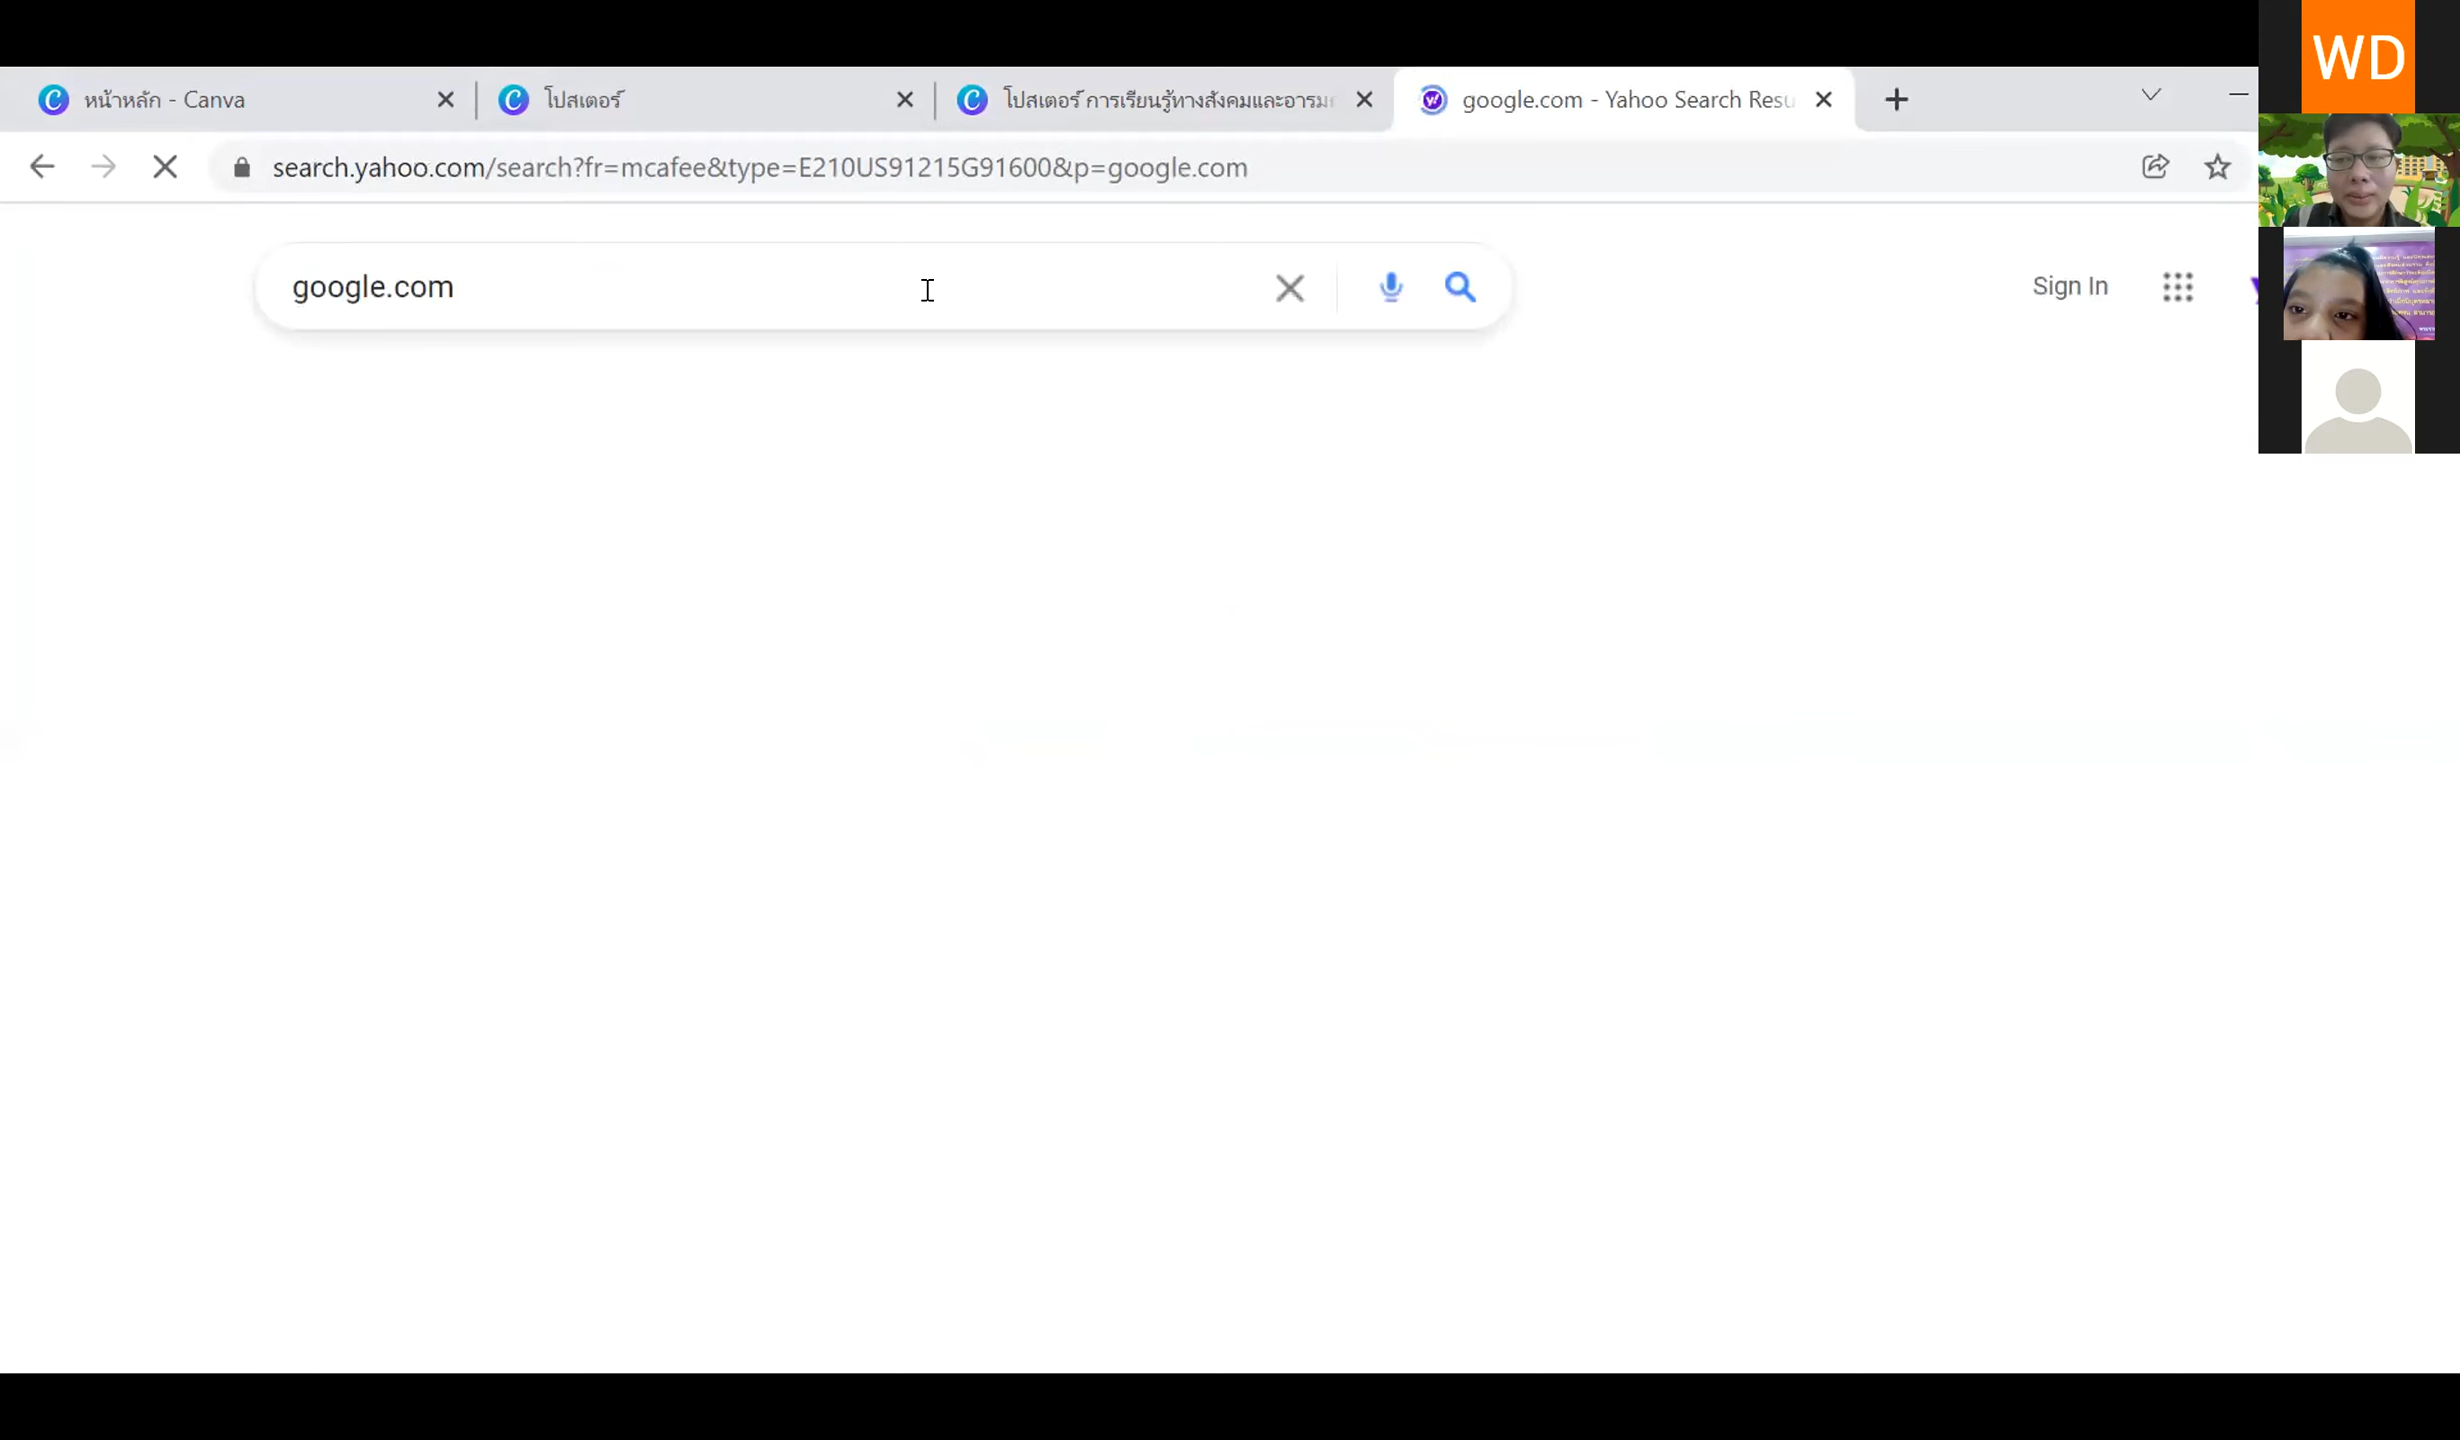 หน้าหลัก - Canva
โปสเตอร์
โปสเตอร์ การเรียนรู้ทางสังคมและอารม
google.com - Yahoo Search Resu
WD
search.yahoo.com/search?fr=mcafee&type=E210US91215G91600&p=google.com
google.com
Sign In